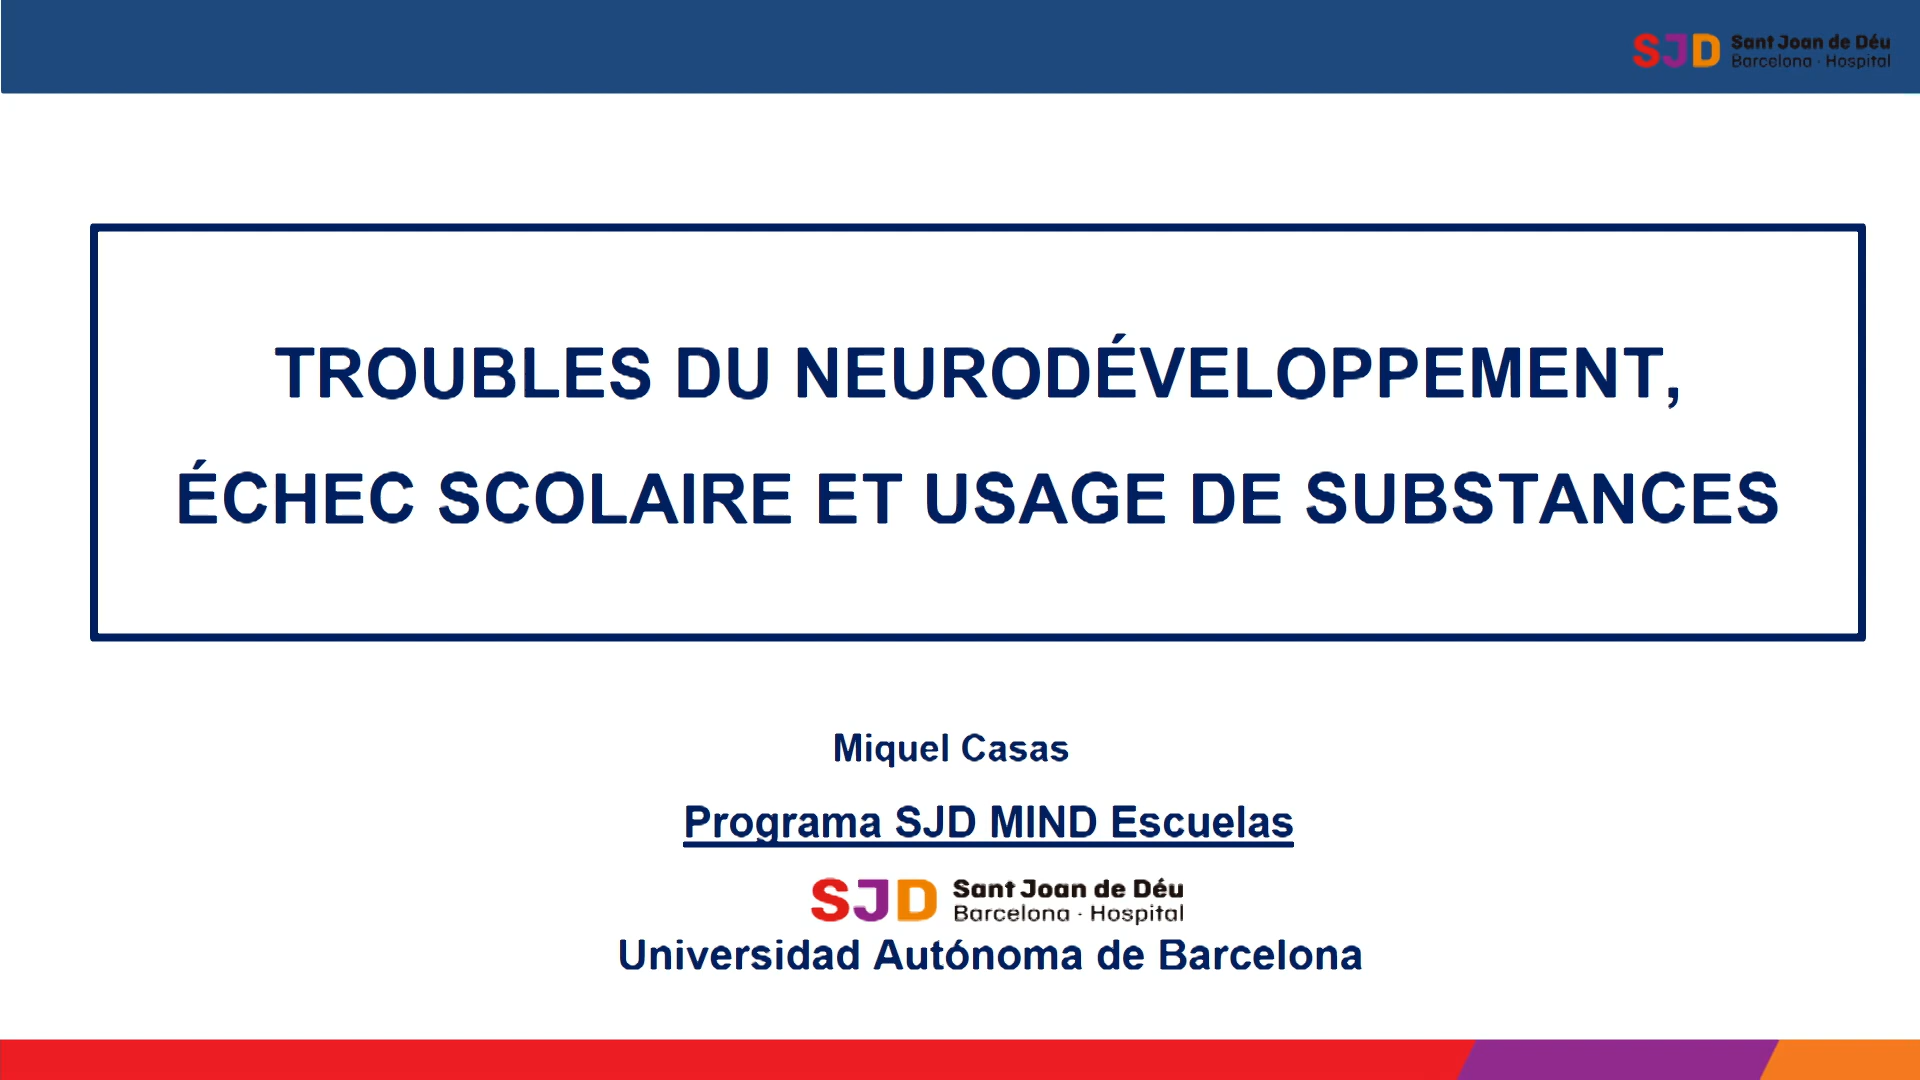 SJD Sant Joan de Déu
Barcelona · Hospital
TROUBLES DU NEURODÉVELOPPEMENT,
ÉCHEC SCOLAIRE ET USAGE DE SUBSTANCES
Miquel Casas
Programa SJD MIND Escuelas
SJD Sant Joan de Déu
Barcelona · Hospital
Universidad Autónoma de Barcelona